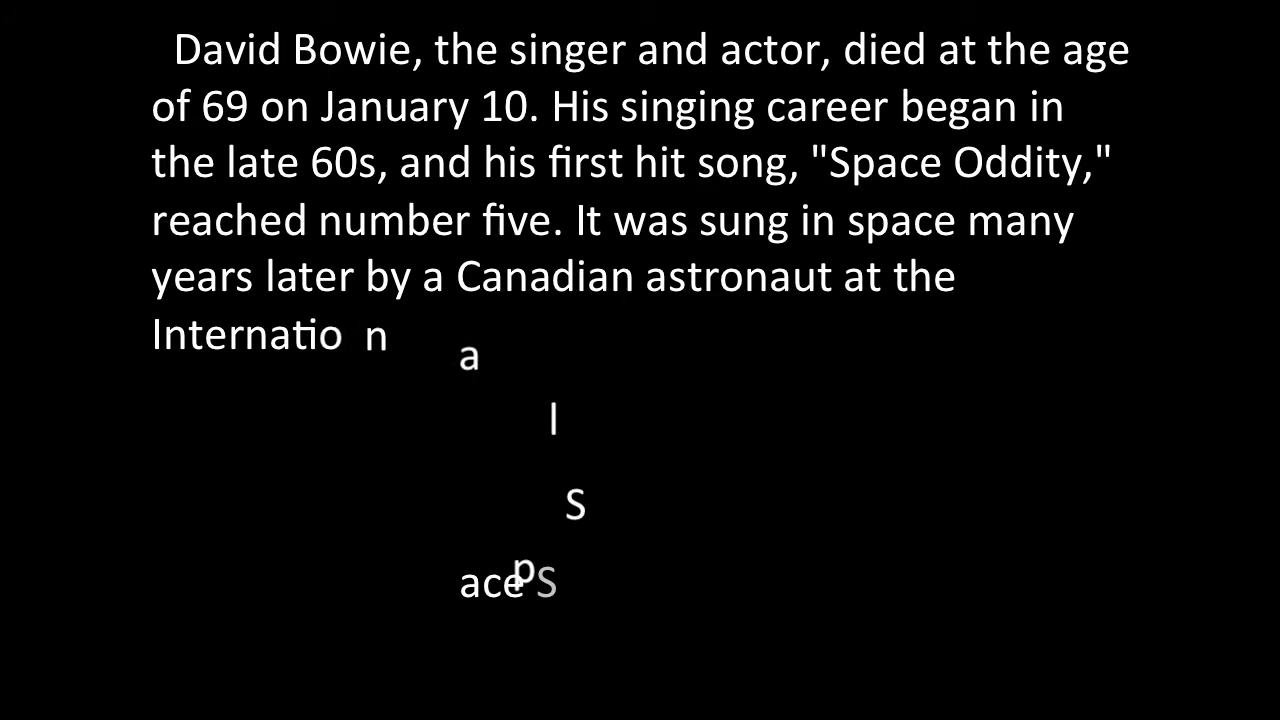 David Bowie, the singer and actor, died at the age
of 69 on January 10. His singing career began in
the late 60s, and his first hit song, "Space Oddity,"
reached number five. It was sung in space many
years later by a Canadian astronaut at the
Internatio n
a
l
S
p
ace S